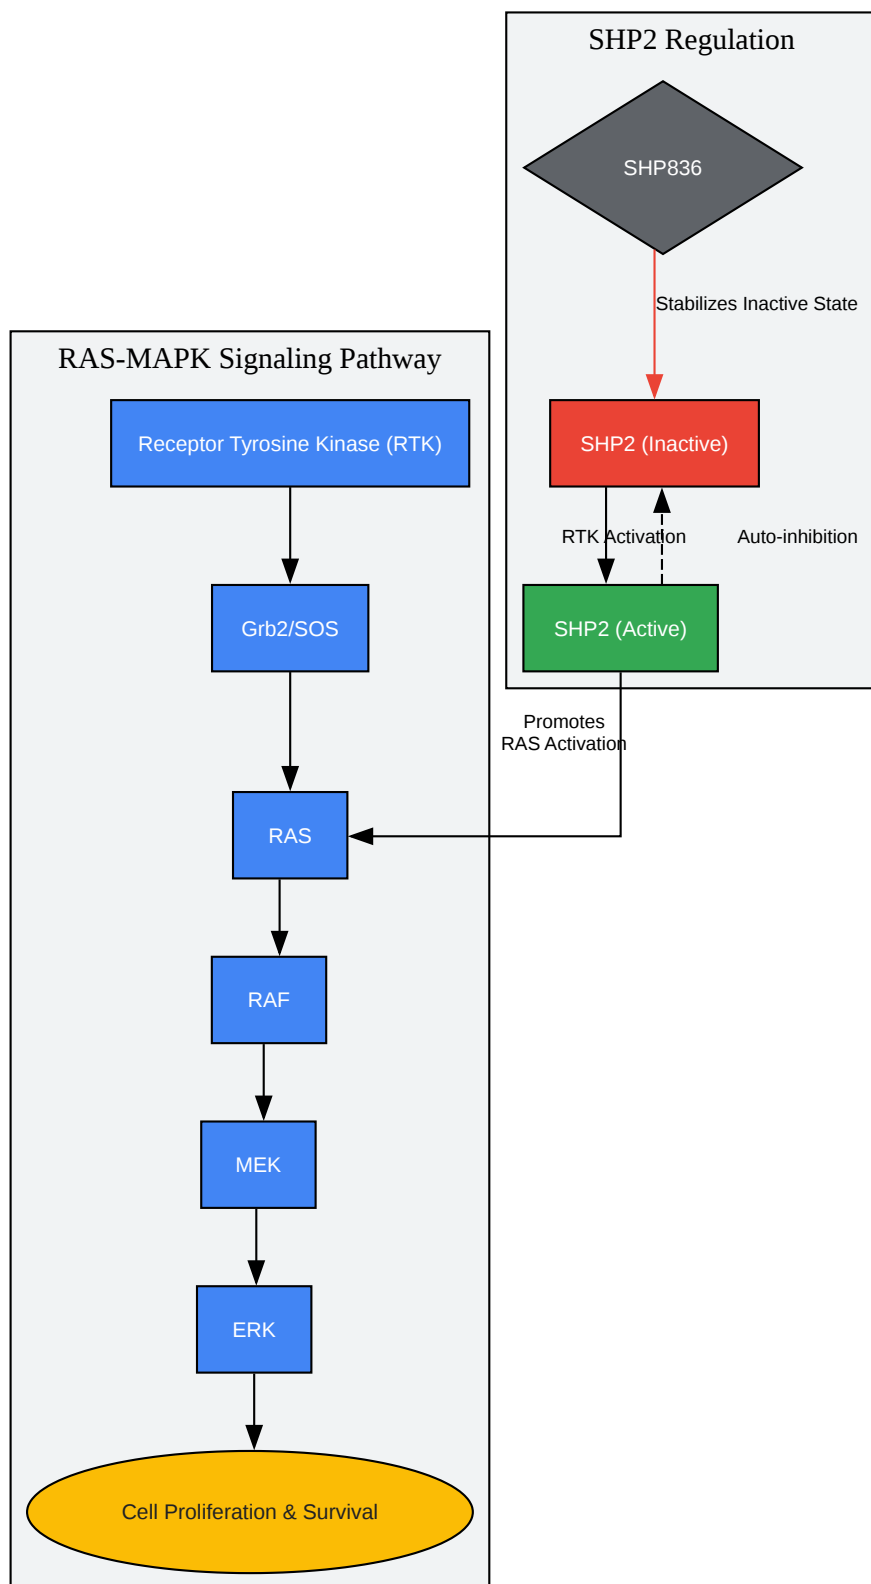 SHP2 Regulation
SHP836
Stabilizes Inactive State
RAS-MAPK Signaling Pathway
Receptor Tyrosine Kinase (RTK)
SHP2 (Inactive)
RTK Activation
Auto-inhibition
Grb2/SOS
SHP2 (Active)
Promotes
RAS Activation
RAS
RAF
MEK
ERK
Cell Proliferation & Survival